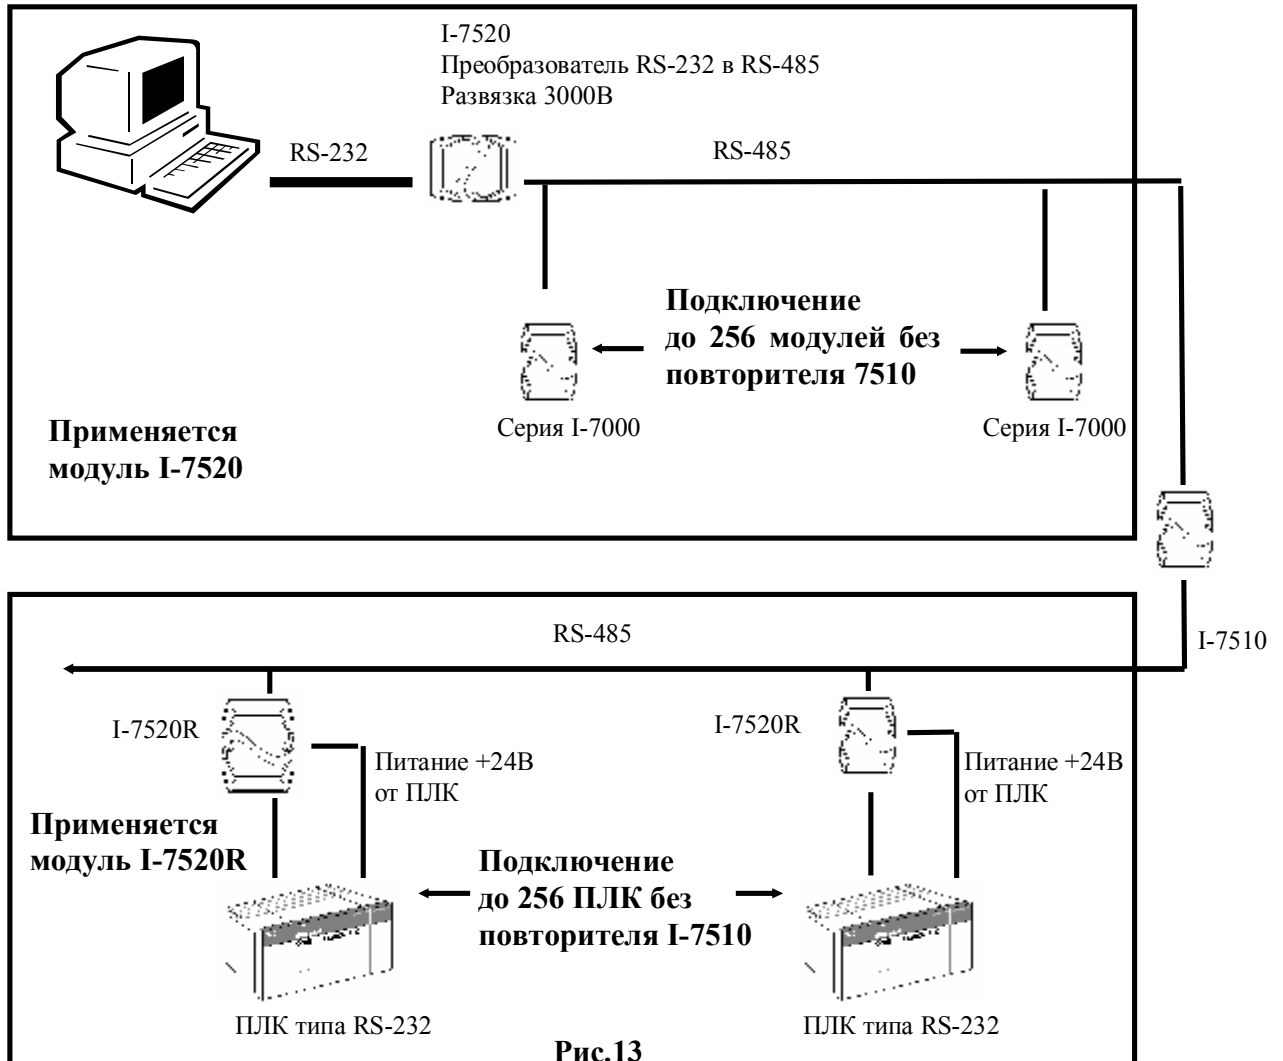 I-7520
Преобразователь RS-232 в RS-485
Развязка 3000В
RS-232
RS-485
Подключение
до 256 модулей без
повторителя 7510
Серия I-7000
Серия I-7000
Применяется
модуль I-7520
I-7510
RS-485
I-7520R
Питание +24В
от ПЛК
I-7520R
Питание +24В
от ПЛК
Применяется
модуль I-7520R
Подключение
до 256 ПЛК без
повторителя I-7510
ПЛК типа RS-232
ПЛК типа RS-232
Рис.13